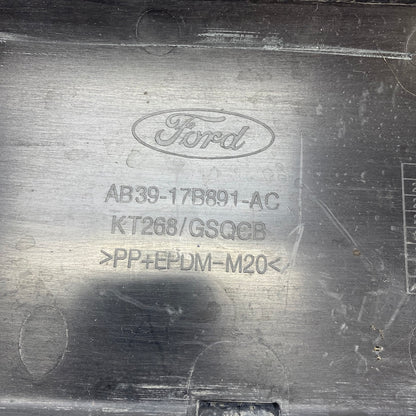 Ford
AB39-17B891-AC
KT268/GSQCB
>PP+EPDM-M20<